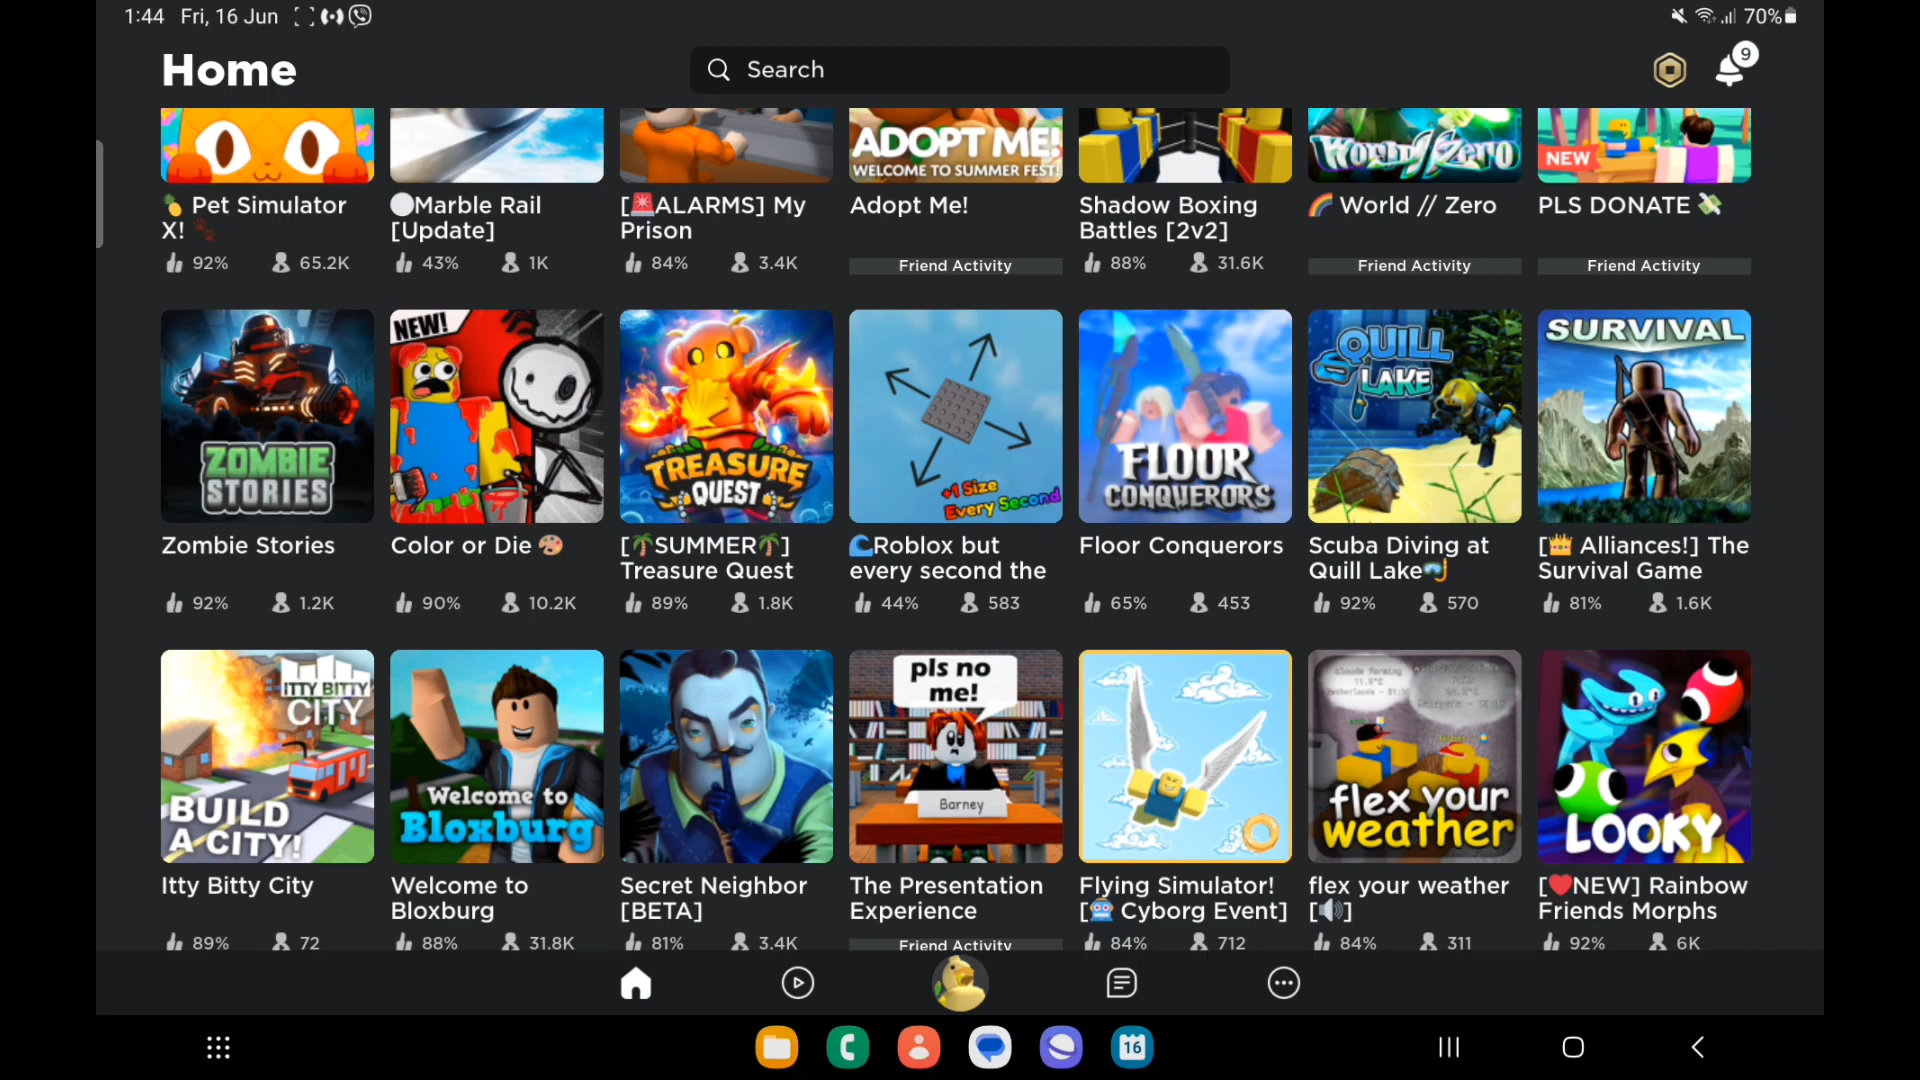 1:44 Fri, 16 Jun
70%
Home
Search
9
ADOPT ME!
WELCOME TO SUMMER FEST!
World // Zero
NEW
🍍 Pet Simulator
X! 🐾
⚪Marble Rail
[Update]
[🚨ALARMS] My
Prison
Adopt Me!
Shadow Boxing
Battles [2v2]
🌈 World // Zero
PLS DONATE 💸
92% 65.2K
43% 1K
84% 3.4K
Friend Activity
88% 31.6K
Friend Activity
Friend Activity
ZOMBIE
STORIES
NEW!
TREASURE
QUEST
+1 Size
Every Second
FLOOR
CONQUERORS
QUILL
LAKE
SURVIVAL
Zombie Stories
Color or Die 🎨
[🌴SUMMER🌴]
Treasure Quest
🌊Roblox but
every second the
Floor Conquerors
Scuba Diving at
Quill Lake🤿
[👑 Alliances!] The
Survival Game
92% 1.2K
90% 10.2K
89% 1.8K
44% 583
65% 453
92% 570
81% 1.6K
ITTY BITTY
CITY
BUILD
A CITY!
Welcome to
Bloxburg
pls no
me!
Barney
clouds forming
11.9°C
flex your
weather
LOOKY
Itty Bitty City
Welcome to
Bloxburg
Secret Neighbor
[BETA]
The Presentation
Experience
Flying Simulator!
[🤖 Cyborg Event]
flex your weather
[🔊]
[❤️NEW] Rainbow
Friends Morphs
89% 72
88% 31.8K
81% 3.4K
Friend Activity
84% 712
84% 311
92% 6K
16